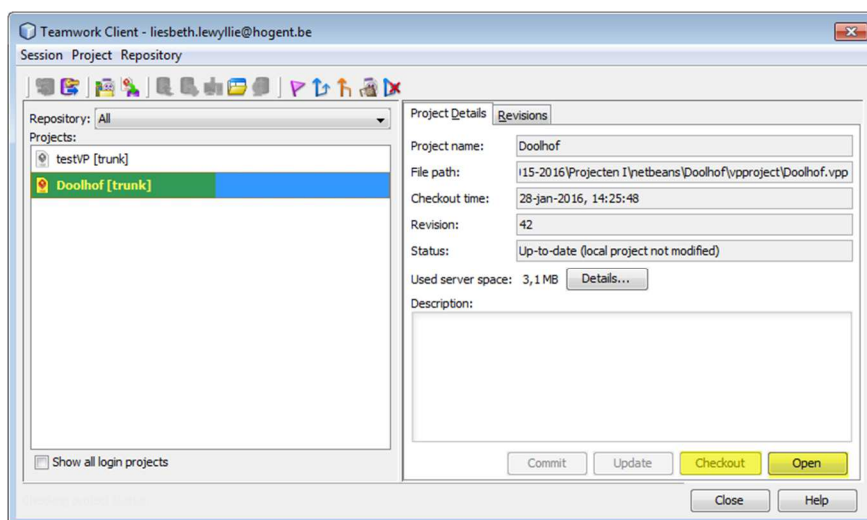 Teamwork Client - liesbeth.lewyllie@hogent.be
Session Project Repository
Repository: All
Projects:
testVP [trunk]
Doolhof [trunk]
Show all login projects
Project Details Revisions
Project name: Doolhof
File path: 15-2016\Projecten I\netbeans\Doolhof\vpproject\Doolhof.vpp
Checkout time: 28-jan-2016, 14:25:48
Revision: 42
Status: Up-to-date (local project not modified)
Used server space: 3,1 MB Details...
Description:
Commit Update Checkout Open
Close Help